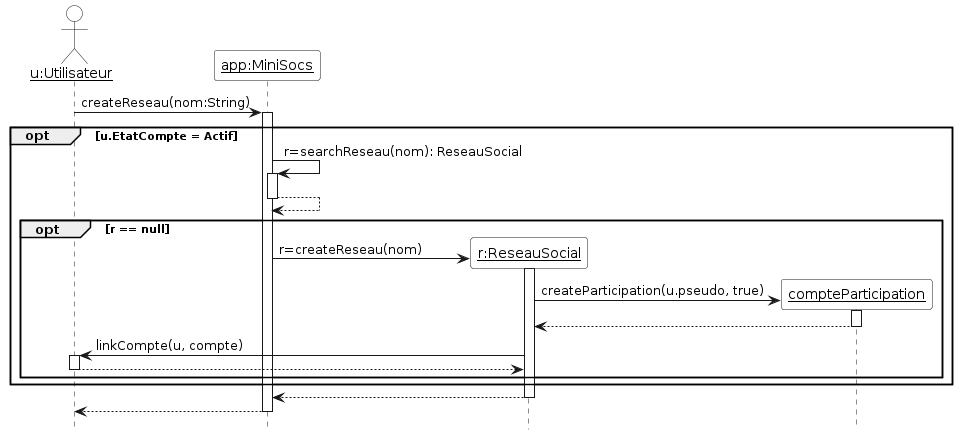 u:Utilisateur
app:MiniSocs
createReseau(nom:String)
opt
[u.EtatCompte = Actif]
r=searchReseau(nom): ReseauSocial
opt
[r == null]
r=createReseau(nom)
r:ReseauSocial
createParticipation(u.pseudo, true)
compteParticipation
linkCompte(u, compte)